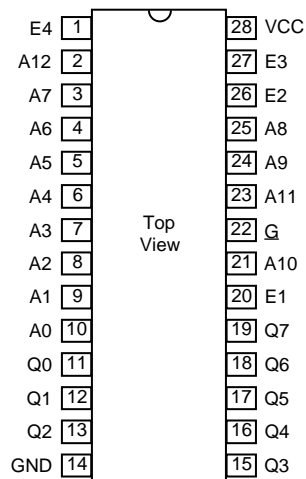 E4 1 28 VCC
A12 2 27 E3
A7 3 26 E2
A6 4 25 A8
A5 5 24 A9
A4 6 23 A11
A3 7 Top 22 G
View
A2 8 21 A10
A1 9 20 E1
A0 10 19 Q7
Q0 11 18 Q6
Q1 12 17 Q5
Q2 13 16 Q4
GND 14 15 Q3